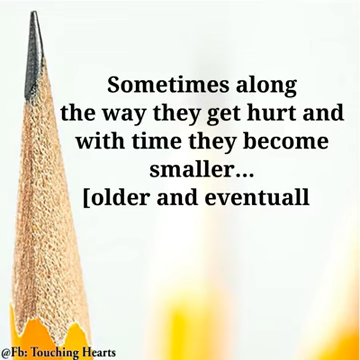 Sometimes along
the way they get hurt and
with time they become
smaller...
[older and eventuall
@Fb: Touching Hearts